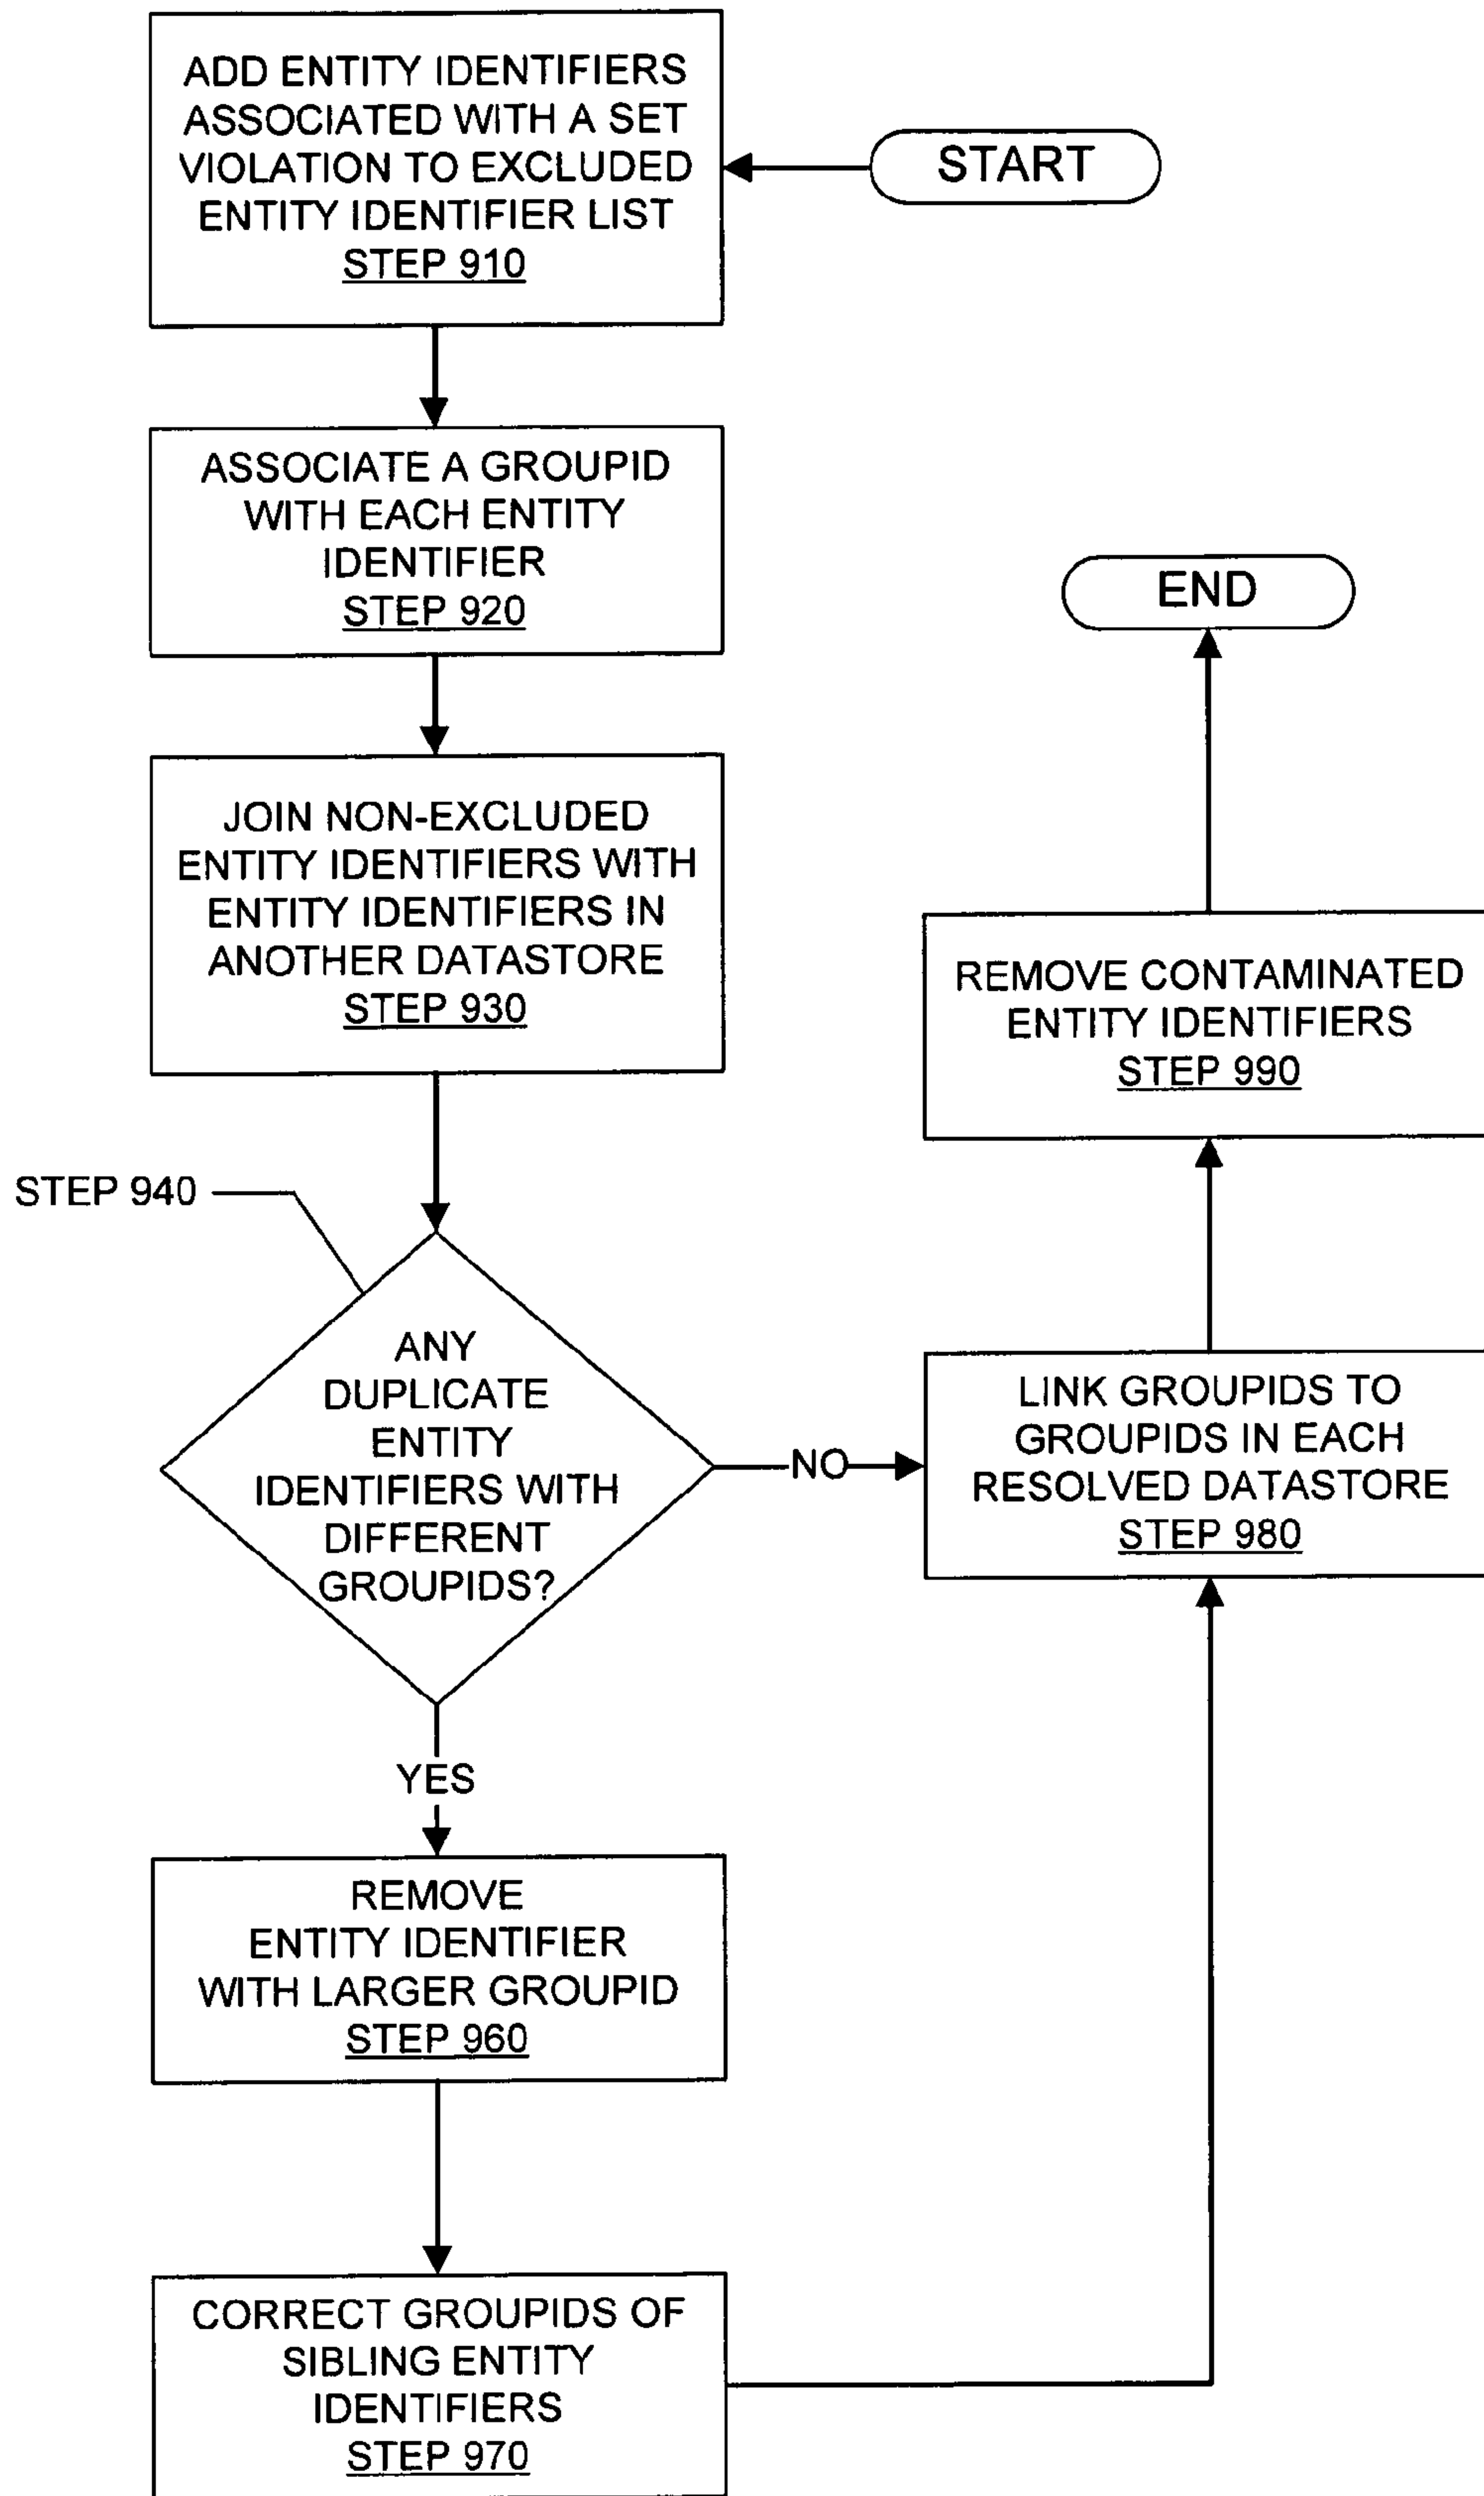 START
ADD ENTITY IDENTIFIERS
ASSOCIATED WITH A SET
VIOLATION TO EXCLUDED
ENTITY IDENTIFIER LIST
STEP 910
ASSOCIATE A GROUPID
WITH EACH ENTITY
IDENTIFIER
STEP 920
JOIN NON-EXCLUDED
ENTITY IDENTIFIERS WITH
ENTITY IDENTIFIERS IN
ANOTHER DATASTORE
STEP 930
STEP 940
ANY
DUPLICATE
ENTITY
IDENTIFIERS WITH
DIFFERENT
GROUPIDS?
NO
YES
REMOVE
ENTITY IDENTIFIER
WITH LARGER GROUPID
STEP 960
CORRECT GROUPIDS OF
SIBLING ENTITY
IDENTIFIERS
STEP 970
LINK GROUPIDS TO
GROUPIDS IN EACH
RESOLVED DATASTORE
STEP 980
REMOVE CONTAMINATED
ENTITY IDENTIFIERS
STEP 990
END